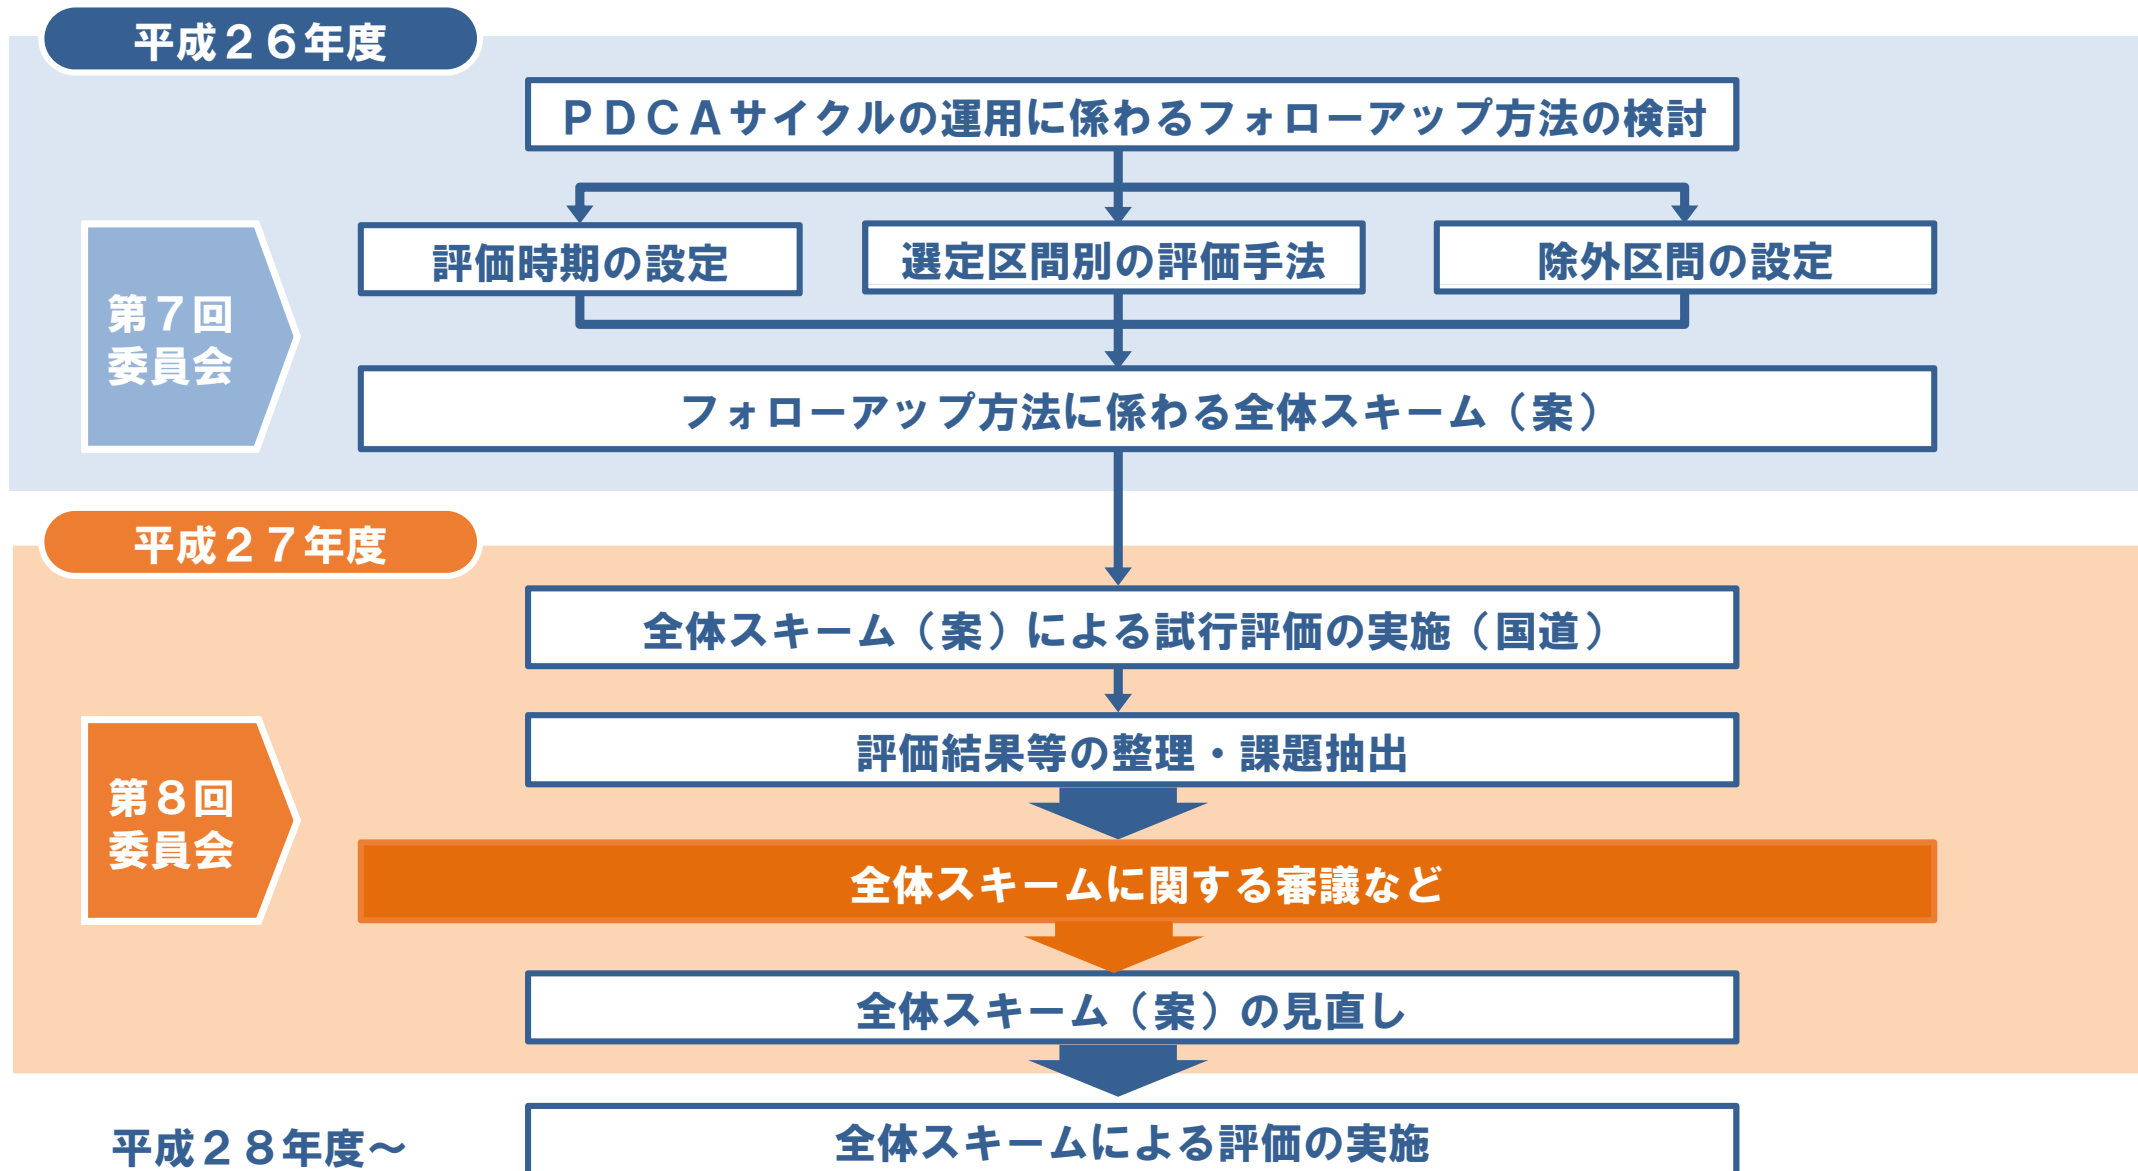 平成２６年度
ＰＤＣＡサイクルの運用に係わるフォローアップ方法の検討
評価時期の設定
選定区間別の評価手法
除外区間の設定
第７回
委員会
フォローアップ方法に係わる全体スキーム（案）
平成２７年度
全体スキーム（案）による試行評価の実施（国道）
評価結果等の整理・課題抽出
第８回
委員会
全体スキームに関する審議など
全体スキーム（案）の見直し
平成２８年度～
全体スキームによる評価の実施